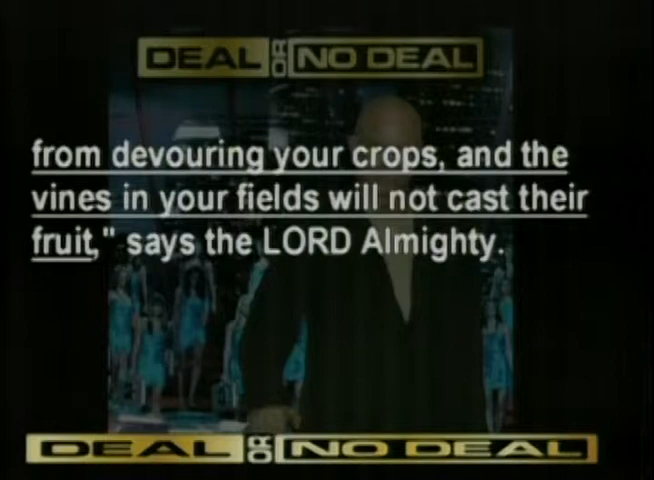 DEAL OR NO DEAL
from devouring your crops, and the
vines in your fields will not cast their
fruit," says the LORD Almighty.
DEAL OR NO DEAL